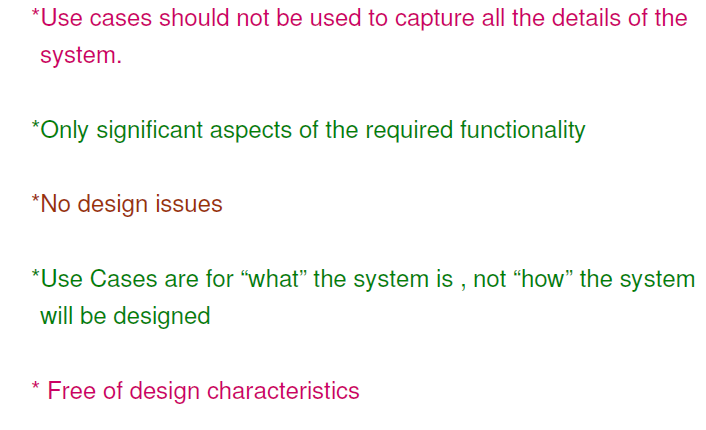 *Use cases should not be used to capture all the details of the
system.
*Only significant aspects of the required functionality
*No design issues
*Use Cases are for “what” the system is , not “how” the system
will be designed
* Free of design characteristics